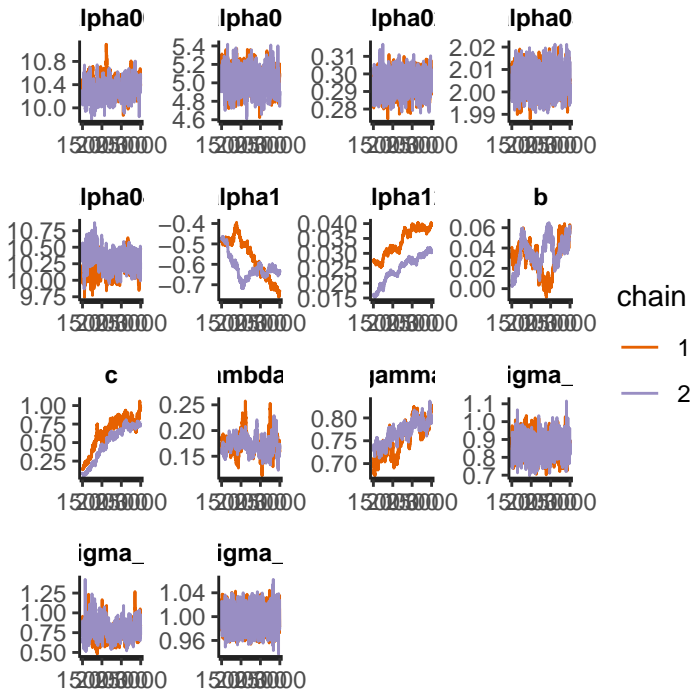 lpha0 lpha0 lpha0 lpha0
10.8 5.4 0.31 2.02
10.4 5.2 0.30 2.01
10.0 5.0 0.29 2.00
4.8 0.28 1.99
4.6
lpha0 lpha1 lpha1 b
10.75 −0.4 0.040 0.06
10.50 −0.5 0.035 0.04
10.25 −0.6 0.030 0.02
10.00 −0.7 0.025 0.00
9.75 0.020
0.015
chain
1
2
c ambda gamma igma_
1.00 0.25 0.80 1.1
0.75 0.20 0.75 1.0
0.50 0.15 0.70 0.9
0.25 0.8
0.7
igma_ igma_
1.25 1.04
1.00 1.00
0.75 0.96
0.50